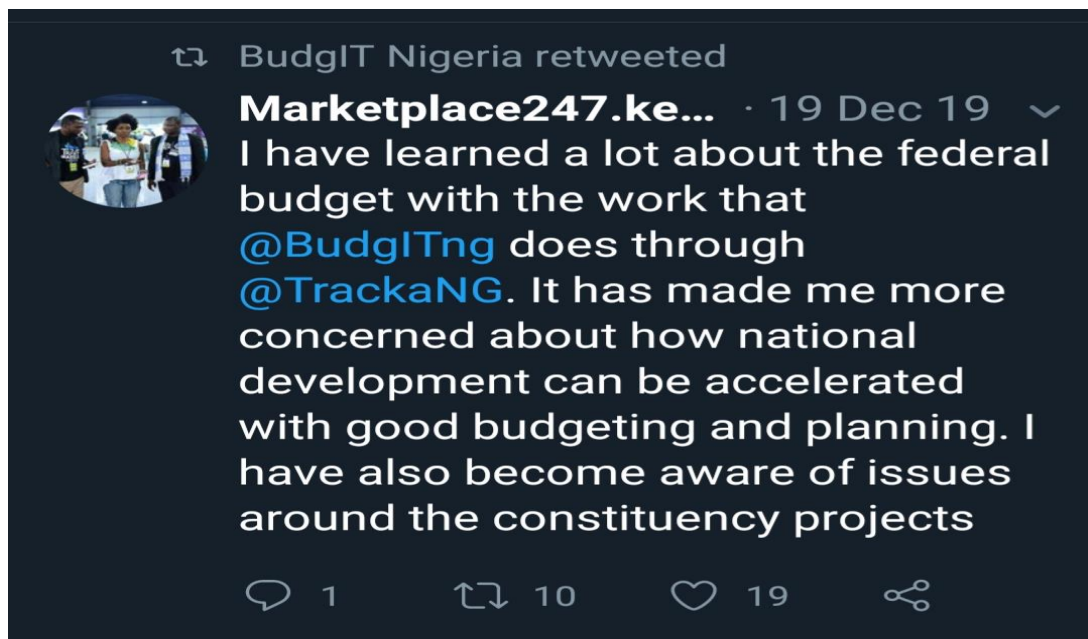 BudgIT Nigeria retweeted
Marketplace247.ke... · 19 Dec 19
I have learned a lot about the federal
budget with the work that
@BudgITng does through
@TrackaNG. It has made me more
concerned about how national
development can be accelerated
with good budgeting and planning. I
have also become aware of issues
around the constituency projects
1 10 19